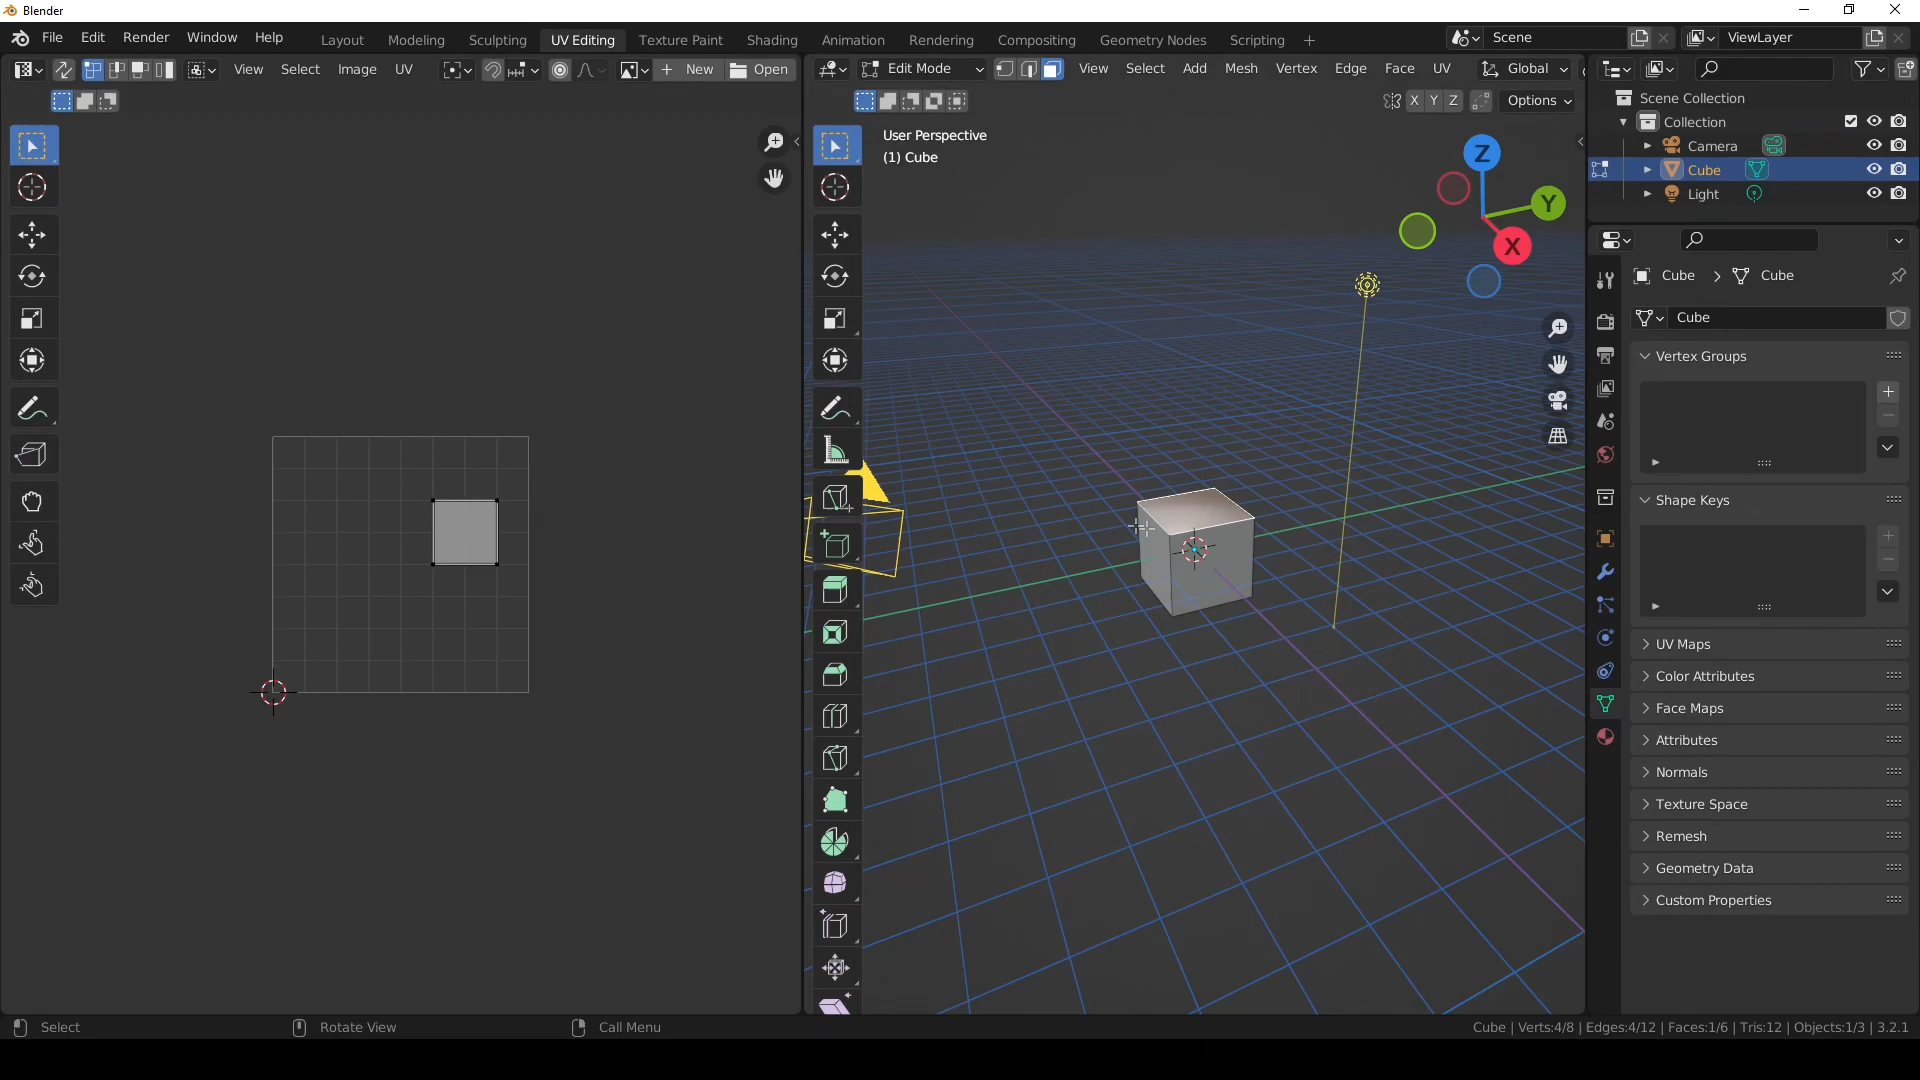 Blender
File Edit Render Window Help Layout Modeling Sculpting UV Editing Texture Paint Shading Animation Rendering Compositing Geometry Nodes Scripting + Scene ViewLayer
View Select Image UV + New Open
Edit Mode View Select Add Mesh Vertex Edge Face UV Global
X Y Z Options
User Perspective
(1) Cube
Z
Y
X
Scene Collection
Collection
Camera
Cube
Light
Cube > Cube
Cube
Vertex Groups
Shape Keys
UV Maps
Color Attributes
Face Maps
Attributes
Normals
Texture Space
Remesh
Geometry Data
Custom Properties
Select Rotate View Call Menu Cube | Verts:4/8 | Edges:4/12 | Faces:1/6 | Tris:12 | Objects:1/3 | 3.2.1